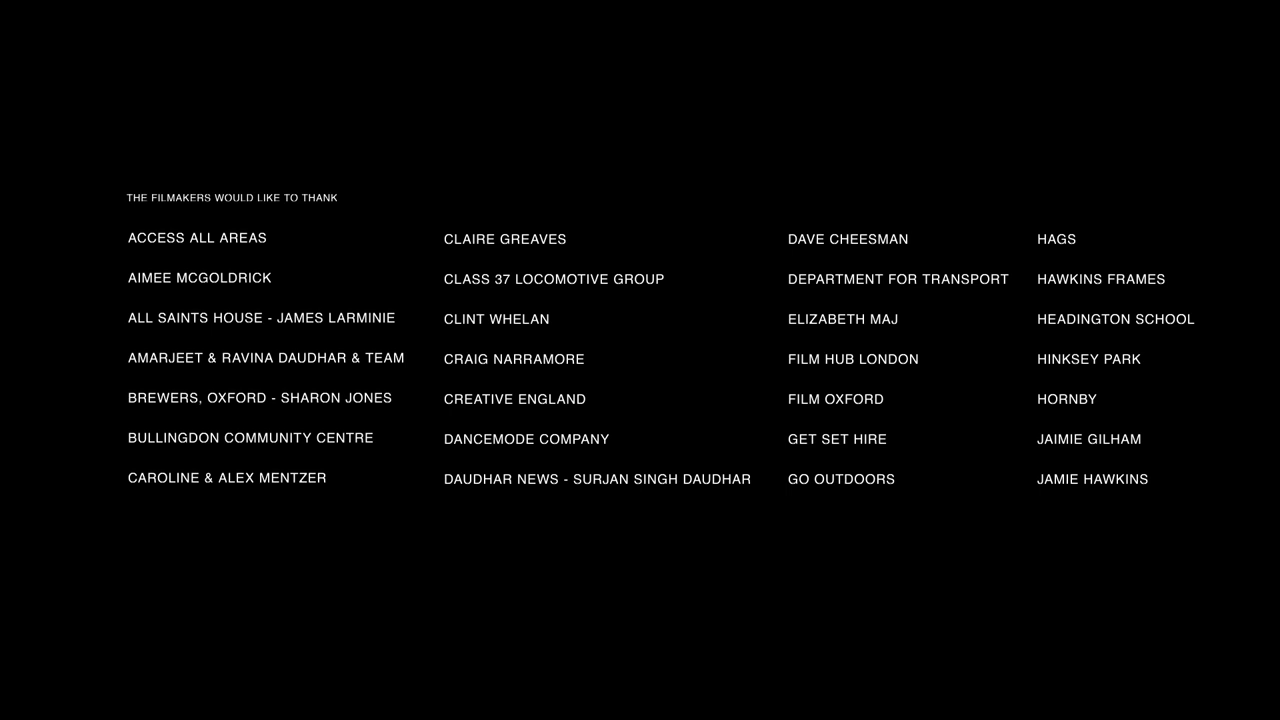 THE FILMAKERS WOULD LIKE TO THANK
ACCESS ALL AREAS
AIMEE MCGOLDRICK
ALL SAINTS HOUSE - JAMES LARMINIE
AMARJEET & RAVINA DAUDHAR & TEAM
BREWERS, OXFORD - SHARON JONES
BULLINGDON COMMUNITY CENTRE
CAROLINE & ALEX MENTZER
CLAIRE GREAVES
CLASS 37 LOCOMOTIVE GROUP
CLINT WHELAN
CRAIG NARRAMORE
CREATIVE ENGLAND
DANCEMODE COMPANY
DAUDHAR NEWS - SURJAN SINGH DAUDHAR
DAVE CHEESMAN
DEPARTMENT FOR TRANSPORT
ELIZABETH MAJ
FILM HUB LONDON
FILM OXFORD
GET SET HIRE
GO OUTDOORS
HAGS
HAWKINS FRAMES
HEADINGTON SCHOOL
HINKSEY PARK
HORNBY
JAIMIE GILHAM
JAMIE HAWKINS